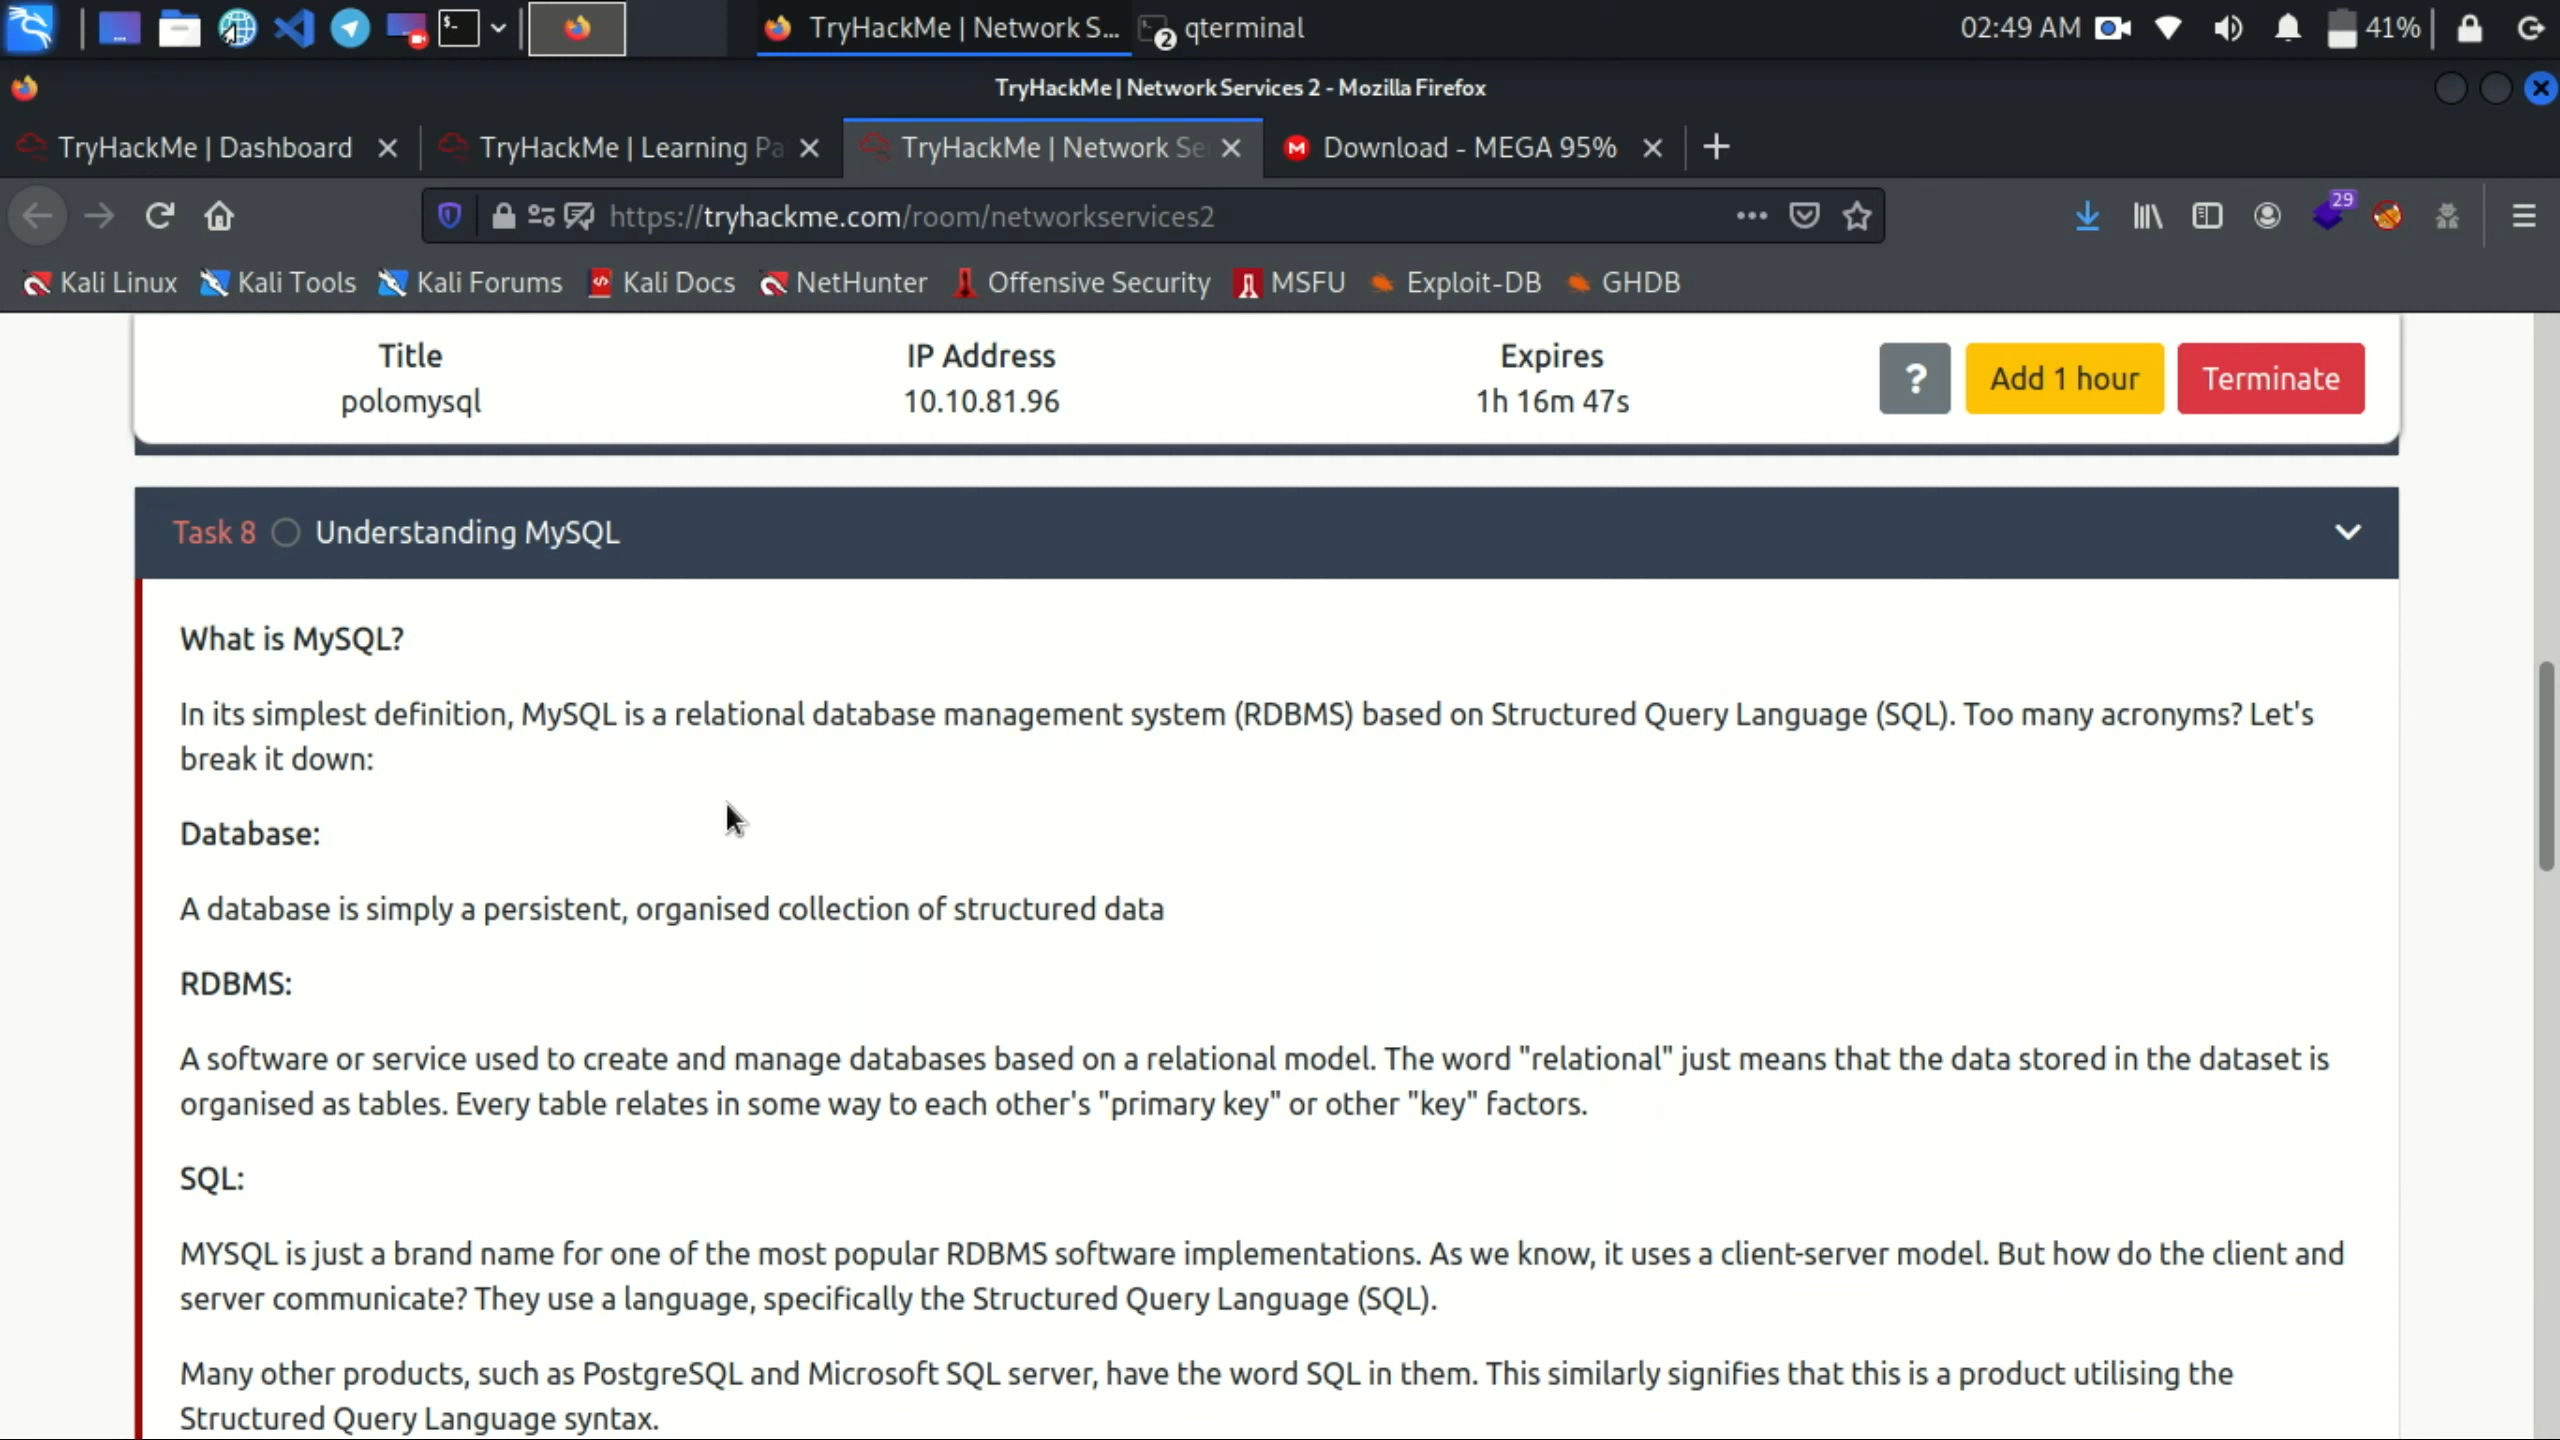 TryHackMe | Network S...
2 qterminal
02:49 AM
41%
TryHackMe | Network Services 2 - Mozilla Firefox
TryHackMe | Dashboard
TryHackMe | Learning Pa
TryHackMe | Network Se
Download - MEGA 95%
https://tryhackme.com/room/networkservices2
29
Kali Linux
Kali Tools
Kali Forums
Kali Docs
NetHunter
Offensive Security
MSFU
Exploit-DB
GHDB
Title
IP Address
Expires
polomysql
10.10.81.96
1h 16m 47s
?
Add 1 hour
Terminate
Task 8 Understanding MySQL
What is MySQL?
In its simplest definition, MySQL is a relational database management system (RDBMS) based on Structured Query Language (SQL). Too many acronyms? Let's
break it down:
Database:
A database is simply a persistent, organised collection of structured data
RDBMS:
A software or service used to create and manage databases based on a relational model. The word "relational" just means that the data stored in the dataset is
organised as tables. Every table relates in some way to each other's "primary key" or other "key" factors.
SQL:
MYSQL is just a brand name for one of the most popular RDBMS software implementations. As we know, it uses a client-server model. But how do the client and
server communicate? They use a language, specifically the Structured Query Language (SQL).
Many other products, such as PostgreSQL and Microsoft SQL server, have the word SQL in them. This similarly signifies that this is a product utilising the
Structured Query Language syntax.